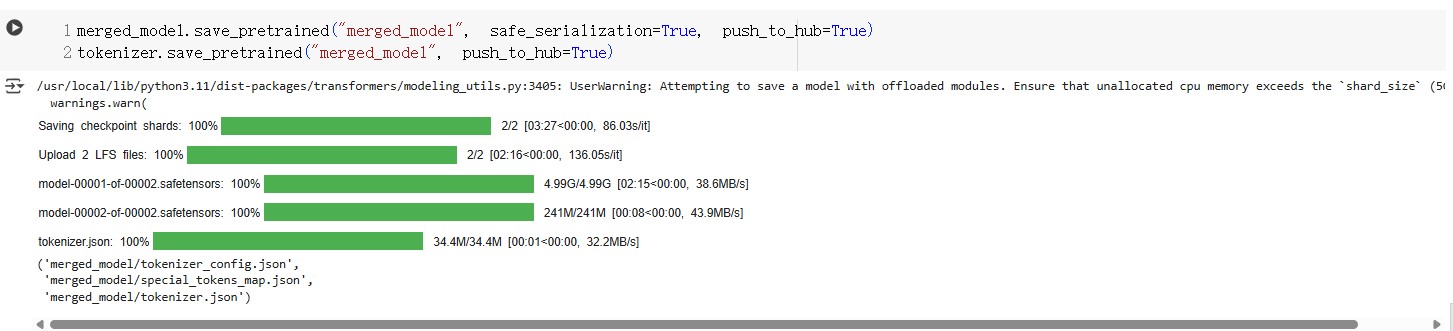 1 merged_model.save_pretrained("merged_model", safe_serialization=True, push_to_hub=True)
2 tokenizer.save_pretrained("merged_model", push_to_hub=True)
/usr/local/lib/python3.11/dist-packages/transformers/modeling_utils.py:3405: UserWarning: Attempting to save a model with offloaded modules. Ensure that unallocated cpu memory exceeds the `shard_size` (5G
warnings.warn(
Saving checkpoint shards: 100% 2/2 [03:27<00:00, 86.03s/it]
Upload 2 LFS files: 100% 2/2 [02:16<00:00, 136.05s/it]
model-00001-of-00002.safetensors: 100% 4.99G/4.99G [02:15<00:00, 38.6MB/s]
model-00002-of-00002.safetensors: 100% 241M/241M [00:08<00:00, 43.9MB/s]
tokenizer.json: 100% 34.4M/34.4M [00:01<00:00, 32.2MB/s]
('merged_model/tokenizer_config.json',
'merged_model/special_tokens_map.json',
'merged_model/tokenizer.json')